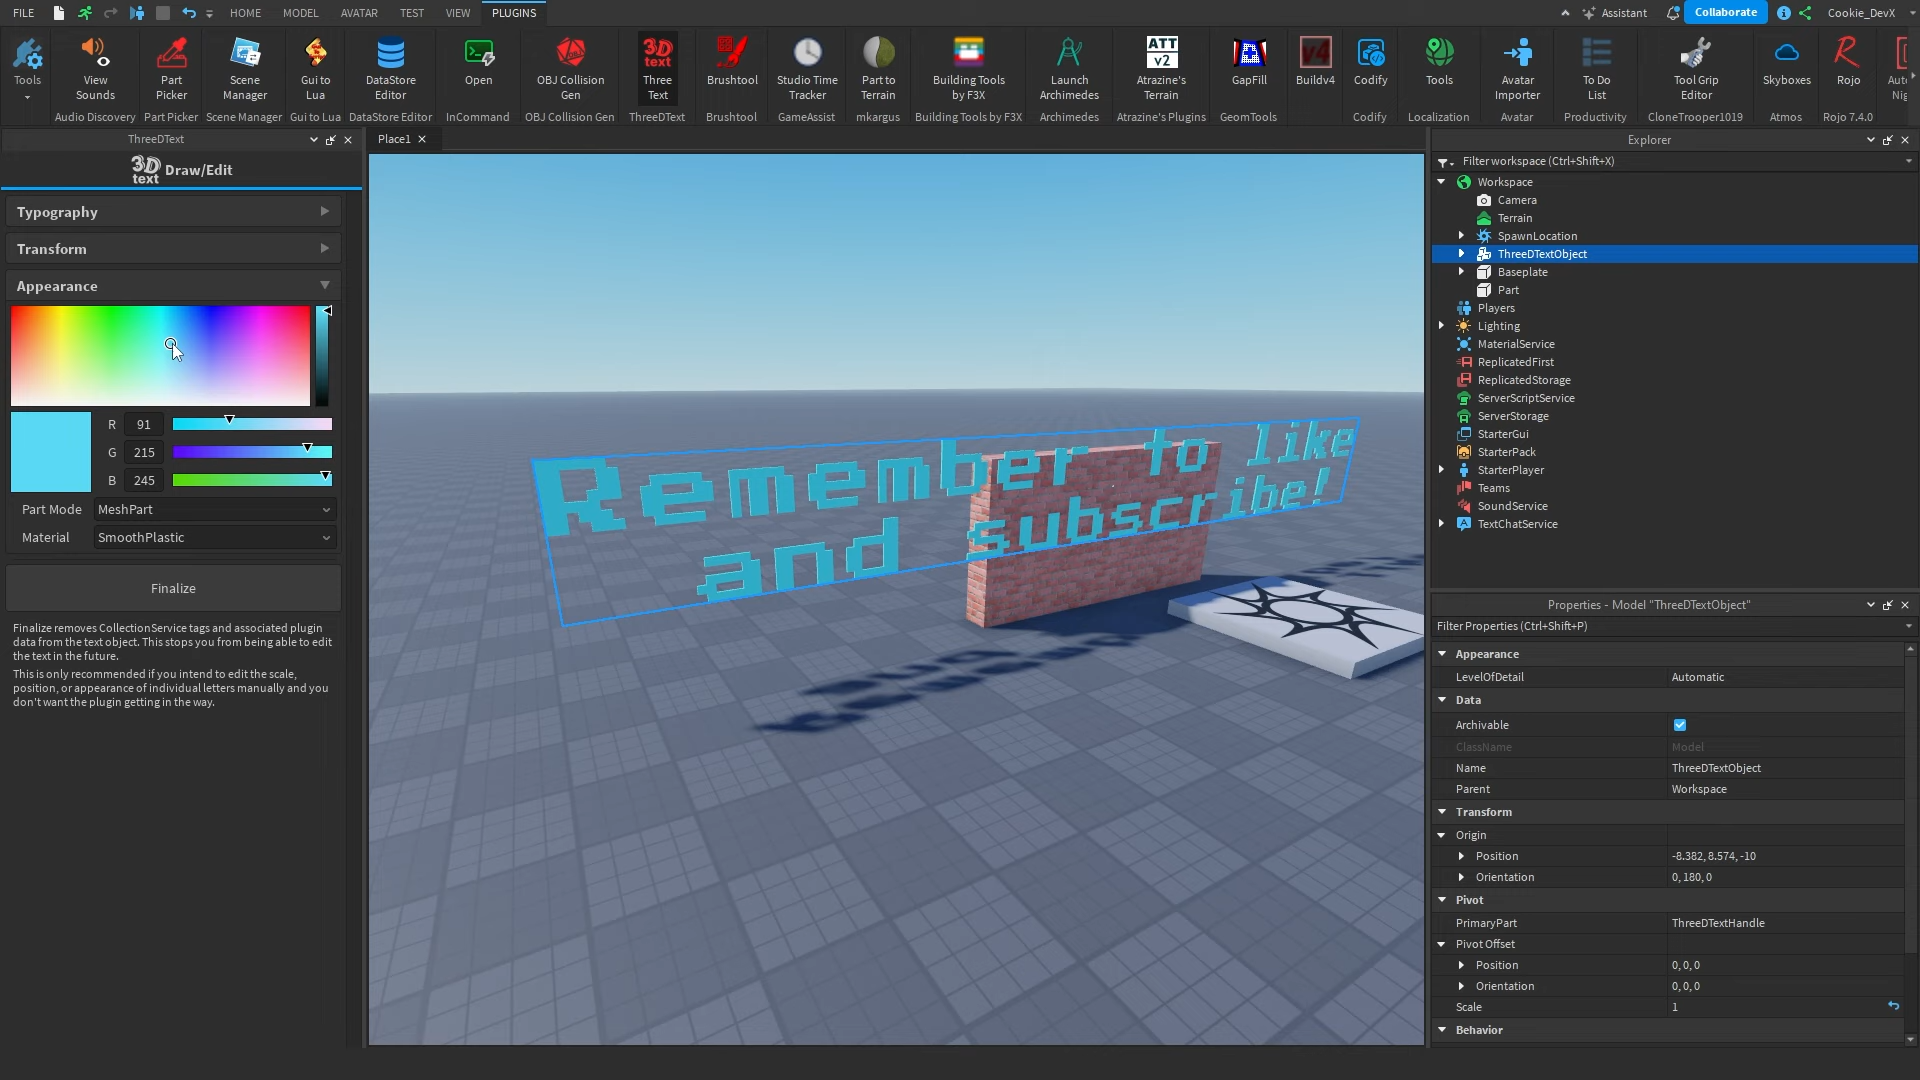 FILE HOME MODEL AVATAR TEST VIEW PLUGINS Assistant Collaborate Cookie_DevX
Tools
View Sounds
Part Picker
Scene Manager
Gui to Lua
DataStore Editor
Open
OBJ Collision Gen
3D text
Three Text
Brushtool
Studio Time Tracker
Part to Terrain
Building Tools by F3X
Launch Archimedes
ATT v2
Atrazine's Terrain
GapFill
v4
Buildv4
Codify
Tools
Avatar Importer
To Do List
Tool Grip Editor
Skyboxes
Rojo
Audio Discovery Part Picker Scene Manager Gui to Lua DataStore Editor InCommand OBJ Collision Gen ThreeDText Brushtool GameAssist mkargus Building Tools by F3X Archimedes Atrazine's Plugins GeomTools Codify Localization Avatar Productivity CloneTrooper1019 Atmos Rojo 7.4.0
ThreeDText
3D text Draw/Edit
Typography
Transform
Appearance
R 91
G 215
B 245
Part Mode MeshPart
Material SmoothPlastic
Finalize
Finalize removes CollectionService tags and associated plugin
data from the text object. This stops you from being able to edit
the text in the future.
This is only recommended if you intend to edit the scale,
position, or appearance of individual letters manually and you
don't want the plugin getting in the way.
Place1
Remember to like
and subscribe!
Explorer
Filter workspace (Ctrl+Shift+X)
Workspace
Camera
Terrain
SpawnLocation
ThreeDTextObject
Baseplate
Part
Players
Lighting
MaterialService
ReplicatedFirst
ReplicatedStorage
ServerScriptService
ServerStorage
StarterGui
StarterPack
StarterPlayer
Teams
SoundService
TextChatService
Properties - Model "ThreeDTextObject"
Filter Properties (Ctrl+Shift+P)
Appearance
LevelOfDetail Automatic
Data
Archivable
ClassName Model
Name ThreeDTextObject
Parent Workspace
Transform
Origin
Position -8.382, 8.574, -10
Orientation 0, 180, 0
Pivot
PrimaryPart ThreeDTextHandle
Pivot Offset
Position 0, 0, 0
Orientation 0, 0, 0
Scale 1
Behavior